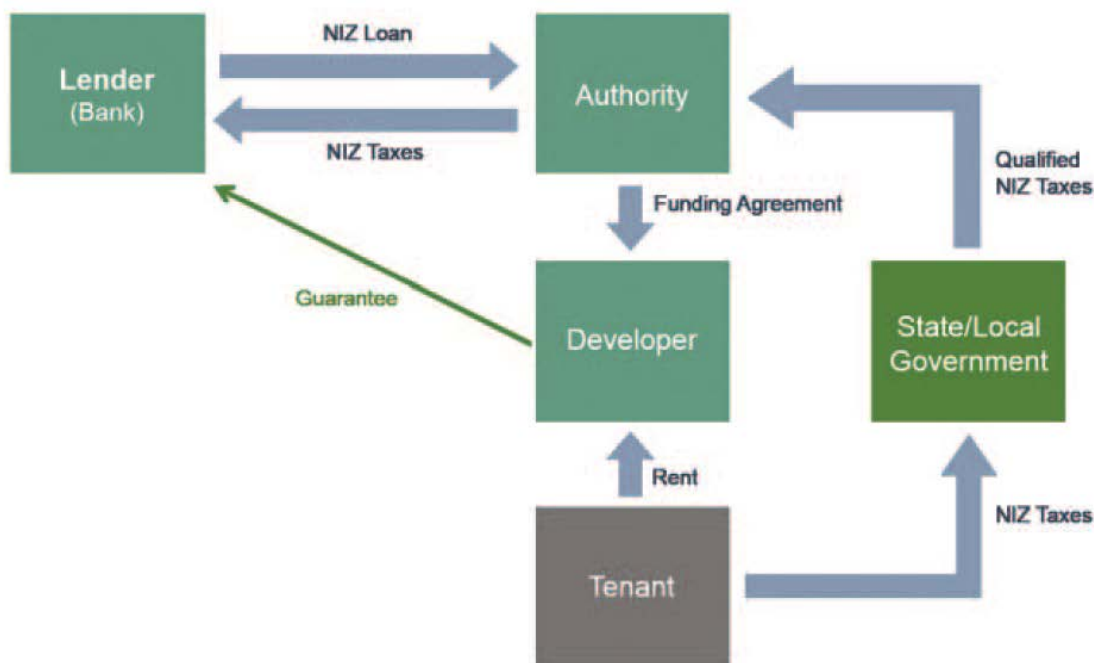 NIZ Loan
Lender
(Bank)
Authority
NIZ Taxes
Qualified
NIZ Taxes
Funding Agreement
Guarantee
Developer
State/Local
Government
Rent
NIZ Taxes
Tenant